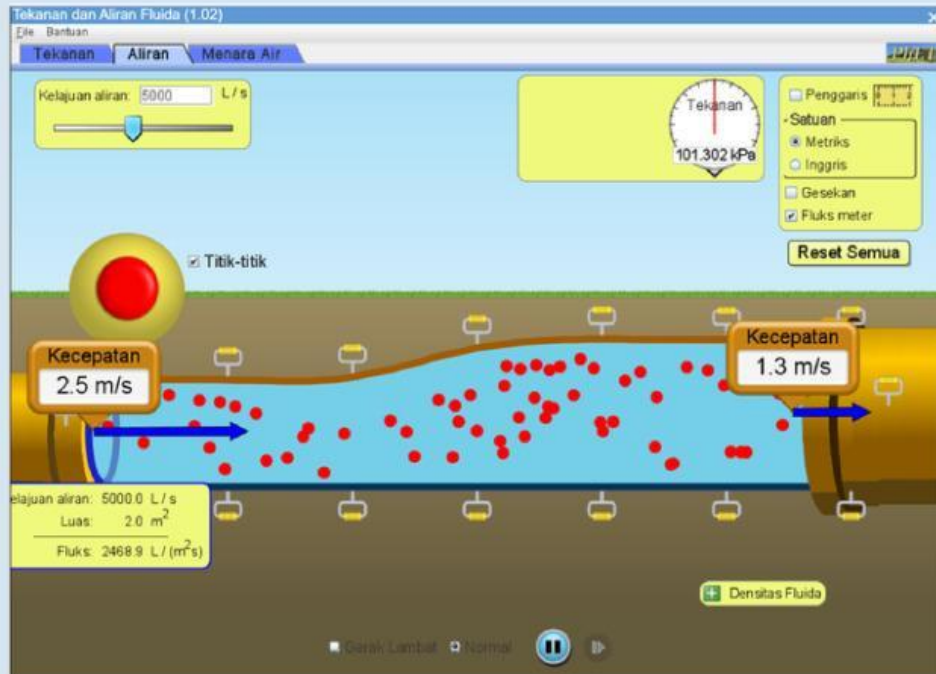 Tekanan dan Aliran Fluida (1.02)
File Bantuan
Tekanan Aliran Menara Air
Kelajuan aliran: 5000 L / s
Tekanan
101.302 kPa
Penggaris
Satuan
Metriks
Inggris
Gesekan
Fluks meter
Reset Semua
Titik-titik
Kecepatan
2.5 m/s
Kecepatan
1.3 m/s
elajuan aliran: 5000.0 L / s
Luas: 2.0 m²
Fluks: 2468.9 L / (m²s)
Densitas Fluida
Gerak Lambat Normal